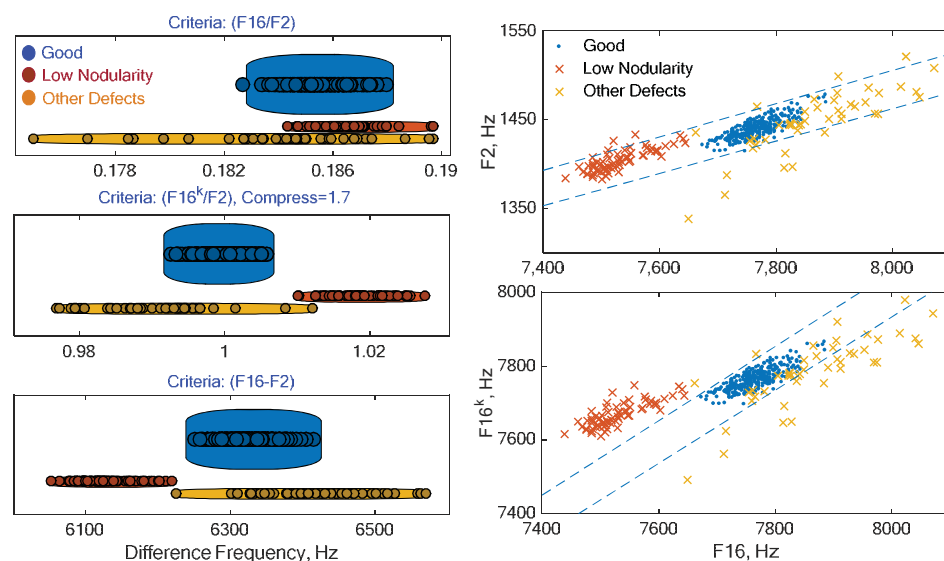 Criteria: (F16/F2)
Good
Low Nodularity
Other Defects
0.178 0.182 0.186 0.19
Criteria: (F16ᵏ/F2), Compress=1.7
0.98 1 1.02
Criteria: (F16-F2)
6100 6300 6500
Difference Frequency, Hz
1550
1450
1350
F2, Hz
Good
Low Nodularity
Other Defects
7,400 7,600 7,800 8,000
8000
7800
7600
7400
F16ᵏ, Hz
7400 7600 7800 8000
F16, Hz